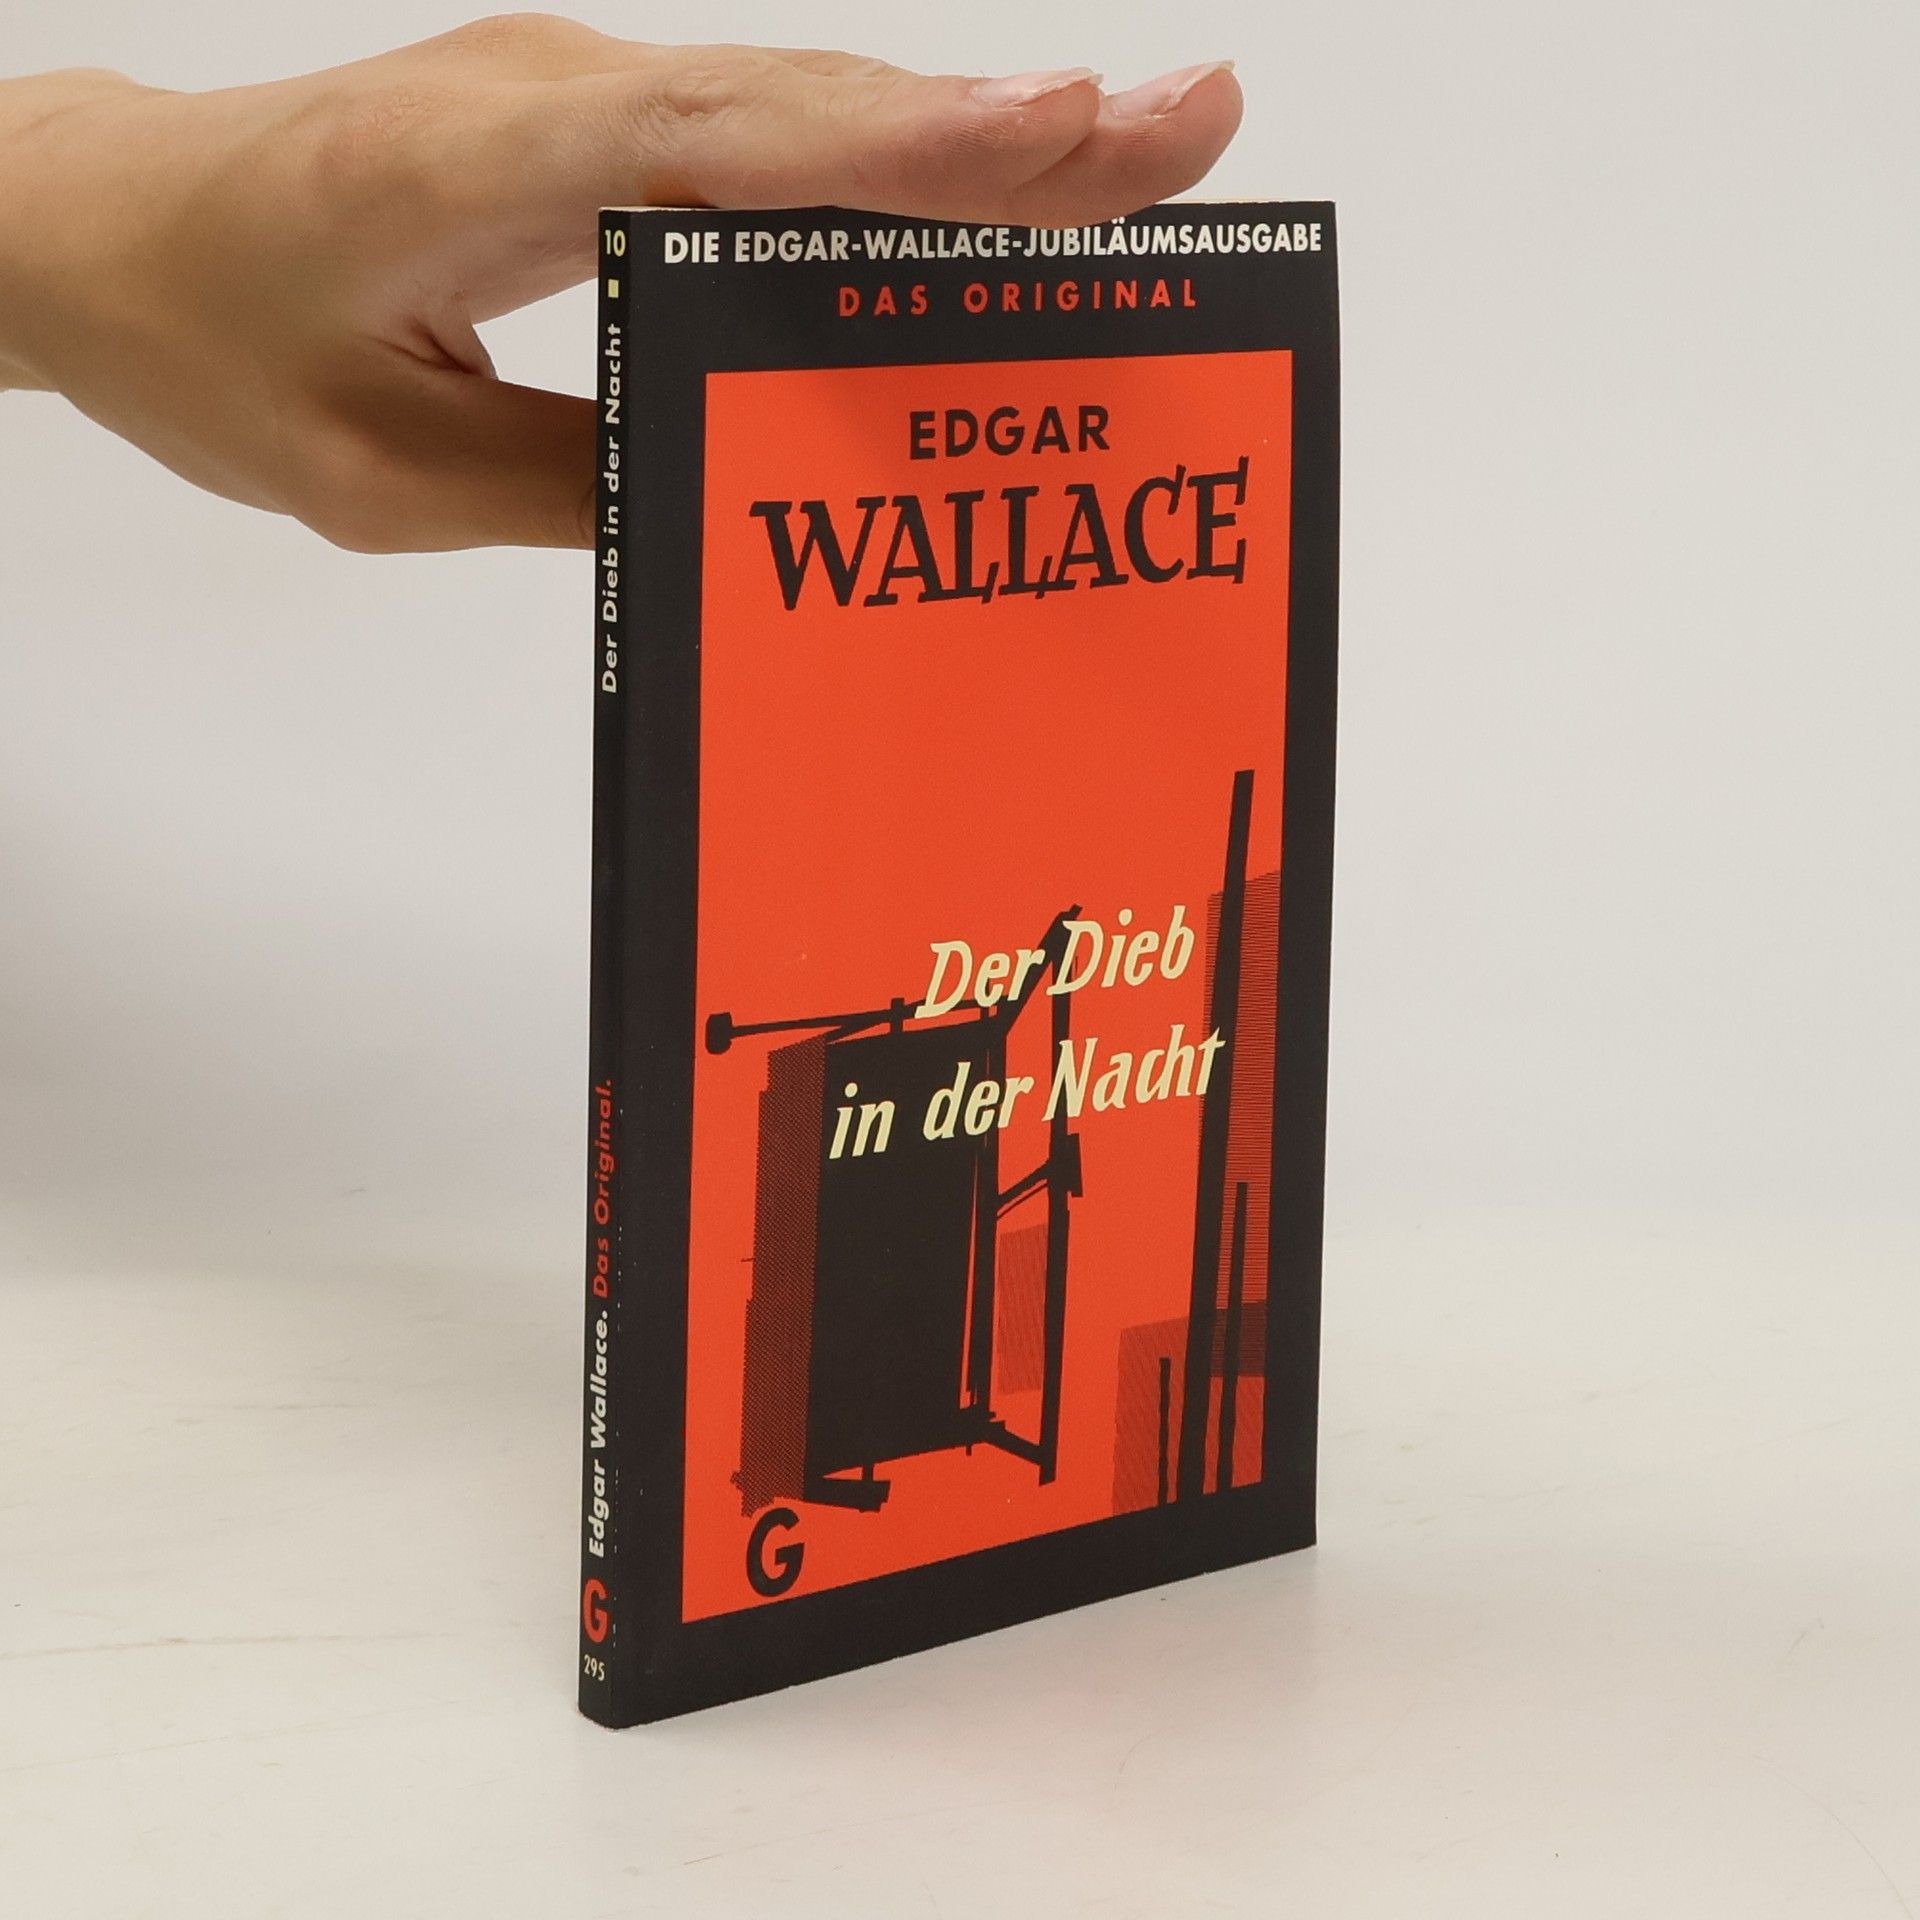 DIE EDGAR-WALLACE-JUBILÄUMSAUSGABE
DAS ORIGINAL
EDGAR
WALLACE
Der Dieb
in der Nacht
G
10 ■
Der Dieb in der Nacht
Edgar Wallace. Das Original.
G
295